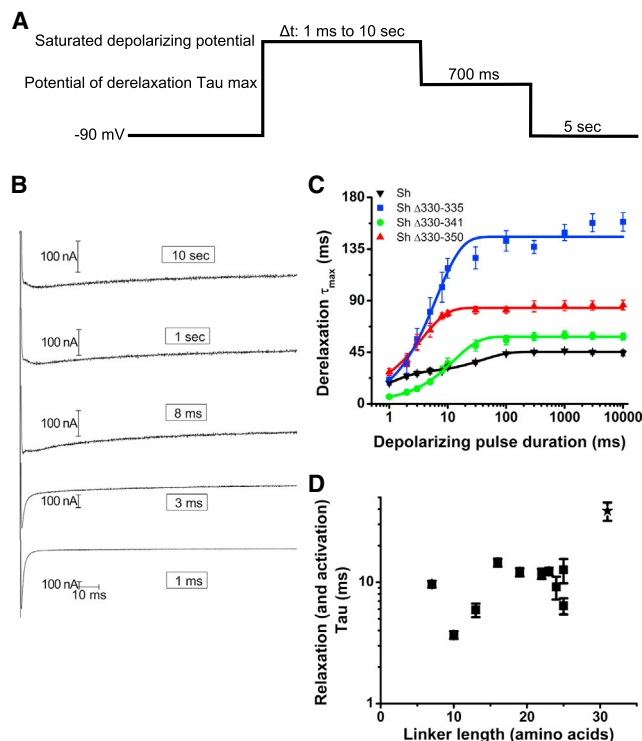 A
Saturated depolarizing potential
Δt: 1 ms to 10 sec
Potential of derelaxation Tau max
700 ms
-90 mV
5 sec
B
100 nA
10 sec
100 nA
1 sec
100 nA
8 ms
100 nA
3 ms
100 nA
10 ms
1 ms
C
Derelaxation τmax (ms)
180
135
90
45
0
Sh
Sh Δ330-335
Sh Δ330-341
Sh Δ330-350
1 10 100 1000 10000
Depolarizing pulse duration (ms)
D
Relaxation (and activation)
Tau (ms)
10
1
0 10 20 30
Linker length (amino acids)